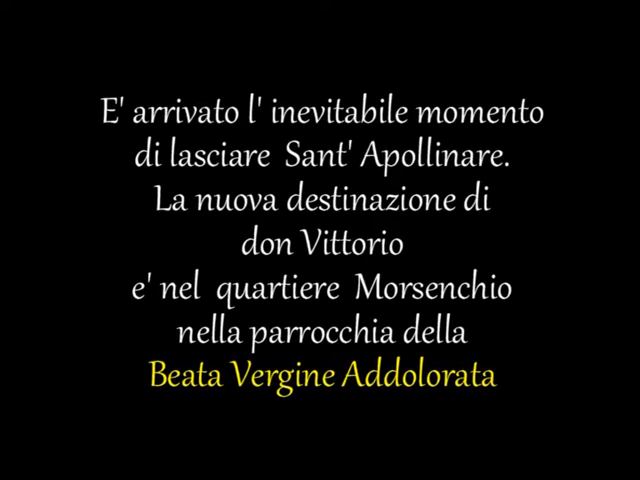 E' arrivato l' inevitabile momento
di lasciare Sant' Apollinare.
La nuova destinazione di
don Vittorio
e' nel quartiere Morsenchio
nella parrocchia della
Beata Vergine Addolorata